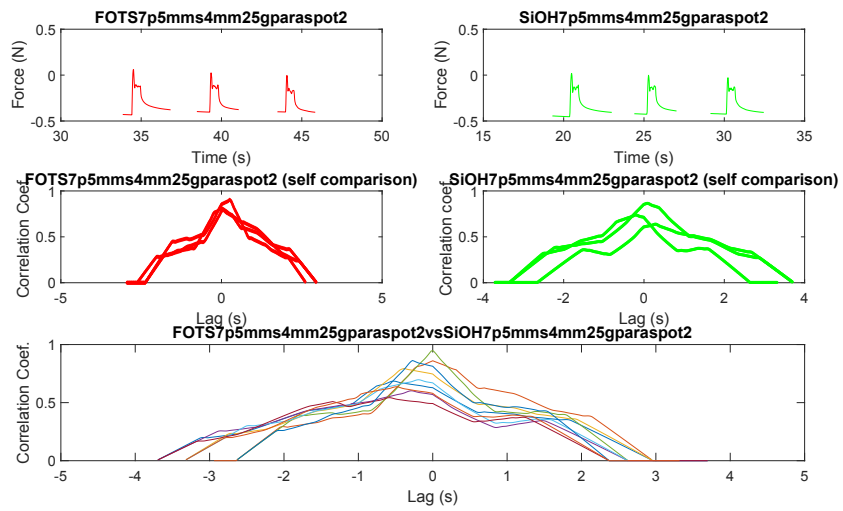 FOTS7p5mms4mm25gparaspot2
0.5
0
-0.5
Force (N)
30
35
40
45
50
Time (s)
SiOH7p5mms4mm25gparaspot2
0.5
0
-0.5
Force (N)
15
20
25
30
35
Time (s)
FOTS7p5mms4mm25gparaspot2 (self comparison)
1
0.5
0
Correlation Coef.
-5
0
5
Lag (s)
SiOH7p5mms4mm25gparaspot2 (self comparison)
1
0.5
0
Correlation coef.
-4
-2
0
2
4
Lag (s)
FOTS7p5mms4mm25gparaspot2vsSiOH7p5mms4mm25gparaspot2
1
0.5
0
Correlation Coef.
-5
-4
-3
-2
-1
0
1
2
3
4
5
Lag (s)